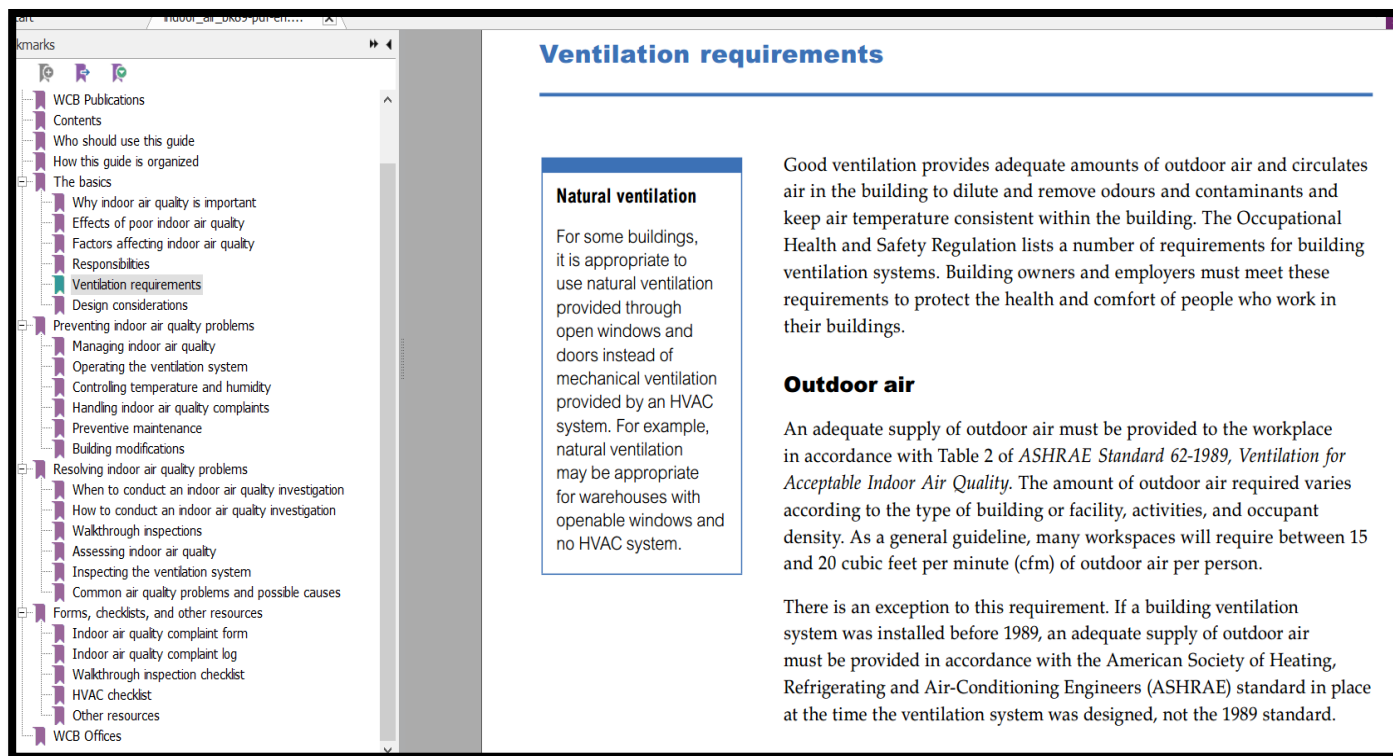 kmarks
WCB Publications
Contents
Who should use this guide
How this guide is organized
The basics
Why indoor air quality is important
Effects of poor indoor air quality
Factors affecting indoor air quality
Responsibilities
Ventilation requirements
Design considerations
Preventing indoor air quality problems
Managing indoor air quality
Operating the ventilation system
Controlling temperature and humidity
Handling indoor air quality complaints
Preventive maintenance
Building modifications
Resolving indoor air quality problems
When to conduct an indoor air quality investigation
How to conduct an indoor air quality investigation
Walkthrough inspections
Assessing indoor air quality
Inspecting the ventilation system
Common air quality problems and possible causes
Forms, checklists, and other resources
Indoor air quality complaint form
Indoor air quality complaint log
Walkthrough inspection checklist
HVAC checklist
Other resources
WCB Offices
Ventilation requirements
Natural ventilation
For some buildings,
it is appropriate to
use natural ventilation
provided through
open windows and
doors instead of
mechanical ventilation
provided by an HVAC
system. For example,
natural ventilation
may be appropriate
for warehouses with
openable windows and
no HVAC system.
Good ventilation provides adequate amounts of outdoor air and circulates
air in the building to dilute and remove odours and contaminants and
keep air temperature consistent within the building. The Occupational
Health and Safety Regulation lists a number of requirements for building
ventilation systems. Building owners and employers must meet these
requirements to protect the health and comfort of people who work in
their buildings.
Outdoor air
An adequate supply of outdoor air must be provided to the workplace
in accordance with Table 2 of ASHRAE Standard 62-1989, Ventilation for
Acceptable Indoor Air Quality. The amount of outdoor air required varies
according to the type of building or facility, activities, and occupant
density. As a general guideline, many workspaces will require between 15
and 20 cubic feet per minute (cfm) of outdoor air per person.
There is an exception to this requirement. If a building ventilation
system was installed before 1989, an adequate supply of outdoor air
must be provided in accordance with the American Society of Heating,
Refrigerating and Air-Conditioning Engineers (ASHRAE) standard in place
at the time the ventilation system was designed, not the 1989 standard.